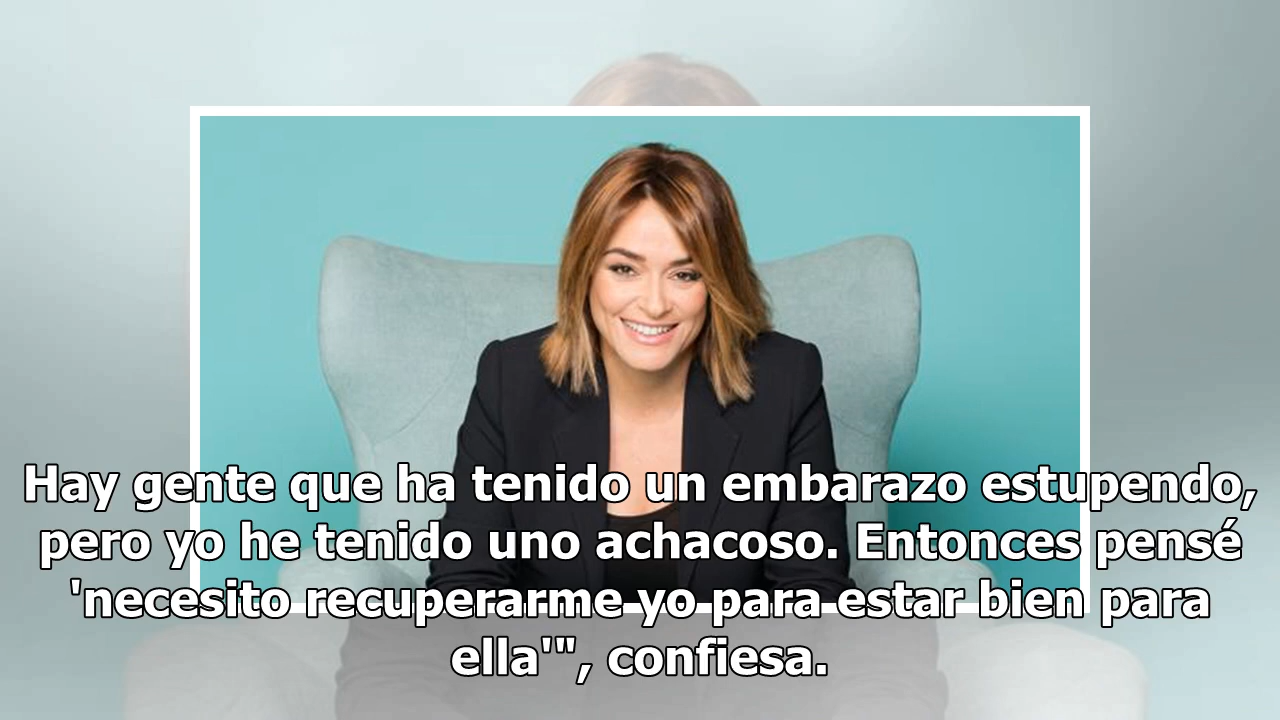 Hay gente que ha tenido un embarazo estupendo,
pero yo he tenido uno achacoso. Entonces pensé
'necesito recuperarme yo para estar bien para
ella'", confiesa.